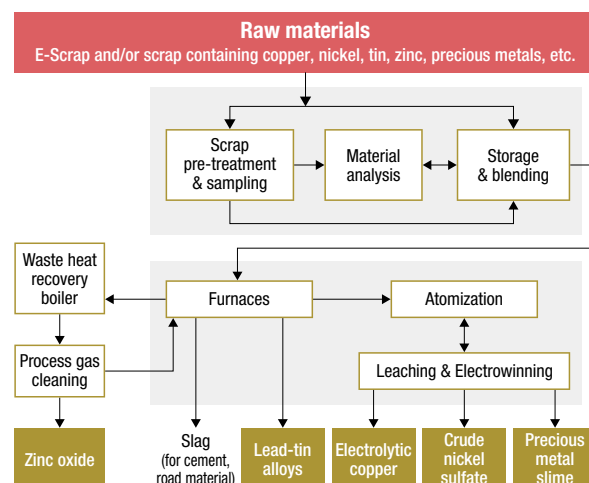 Raw materials
E-Scrap and/or scrap containing copper, nickel, tin, zinc, precious metals, etc.
Scrap
pre-treatment
& sampling
Material
analysis
Storage
& blending
Waste heat
recovery
boiler
Furnaces
Atomization
Process gas
cleaning
Leaching & Electrowinning
Zinc oxide
Slag
(for cement,
road material)
Lead-tin
alloys
Electrolytic
copper
Crude
nickel
sulfate
Precious
metal
slime